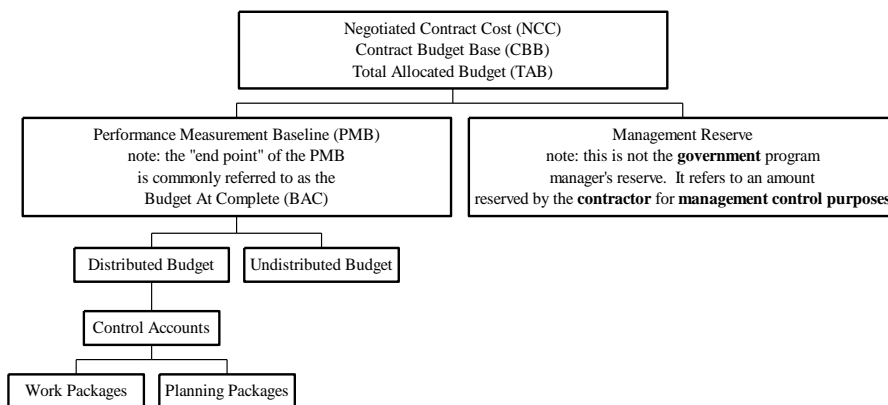 Negotiated Contract Cost (NCC)
Contract Budget Base (CBB)
Total Allocated Budget (TAB)
Performance Measurement Baseline (PMB)
note: the "end point" of the PMB
is commonly referred to as the
Budget At Complete (BAC)
Management Reserve
note: this is not the government program
manager's reserve.  It refers to an amount
reserved by the contractor for management control purposes
Distributed Budget
Undistributed Budget
Control Accounts
Work Packages
Planning Packages